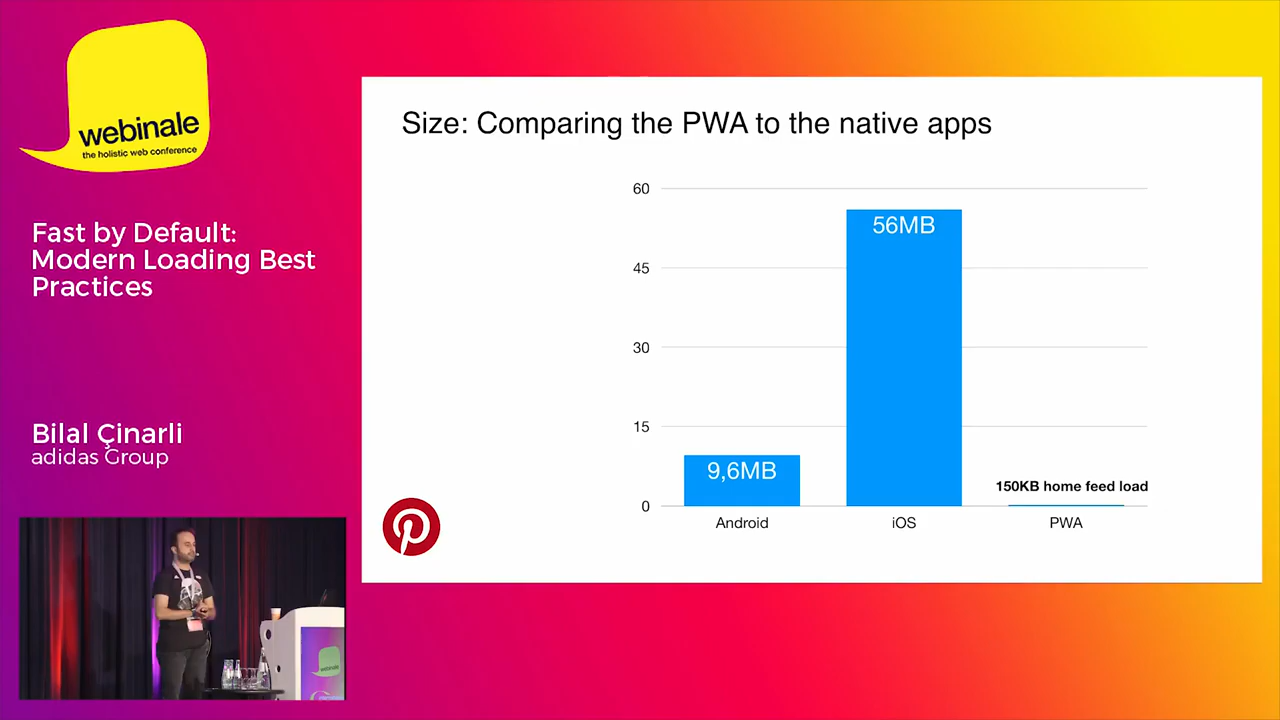 webinale
the holistic web conference
Fast by Default:
Modern Loading Best
Practices
Bilal Çinarli
adidas Group
Size: Comparing the PWA to the native apps
60
45
30
15
0
56MB
9,6MB
150KB home feed load
Android
iOS
PWA
webinale